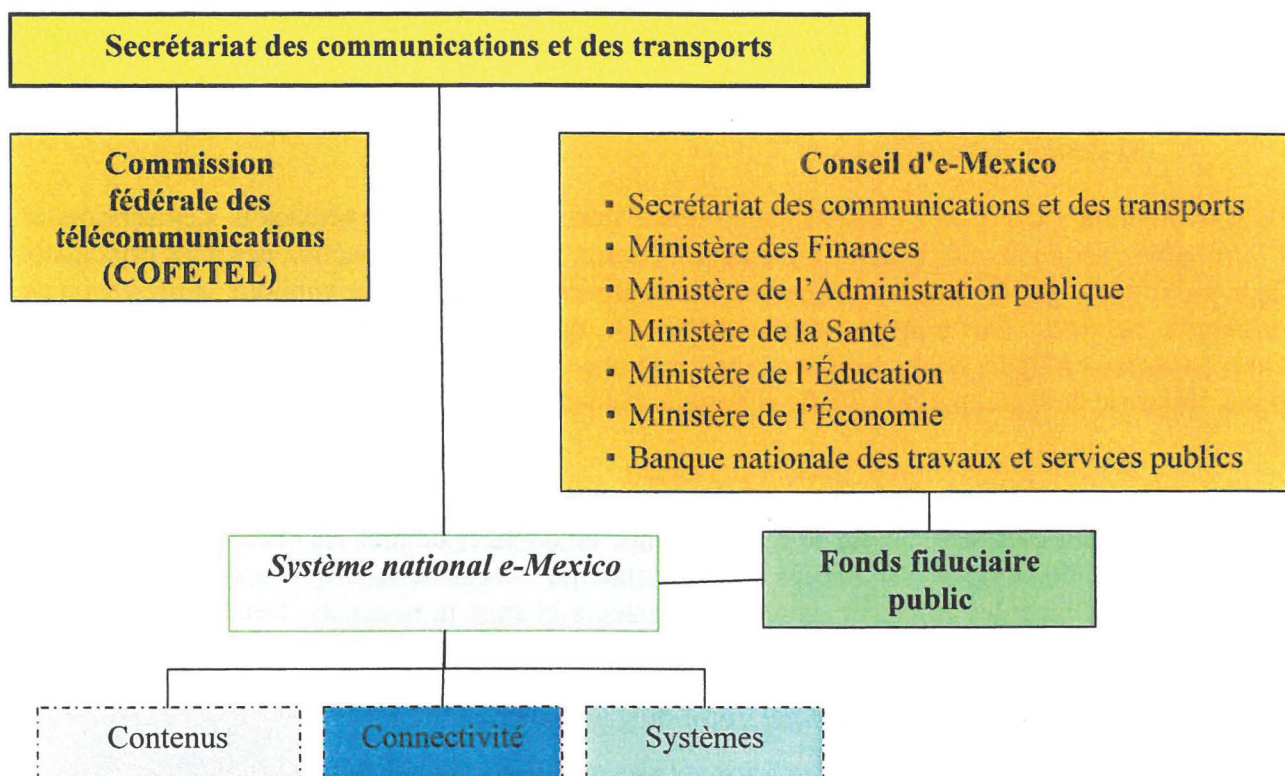 Secrétariat des communications et des transports
Commission
fédérale des
télécommunications
(COFETEL)
Conseil d'e-Mexico
▪ Secrétariat des communications et des transports
▪ Ministère des Finances
▪ Ministère de l’Administration publique
▪ Ministère de la Santé
▪ Ministère de l’Éducation
▪ Ministère de l’Économie
▪ Banque nationale des travaux et services publics
Système national e-Mexico
Fonds fiduciaire
public
Contenus
Connectivité
Systèmes